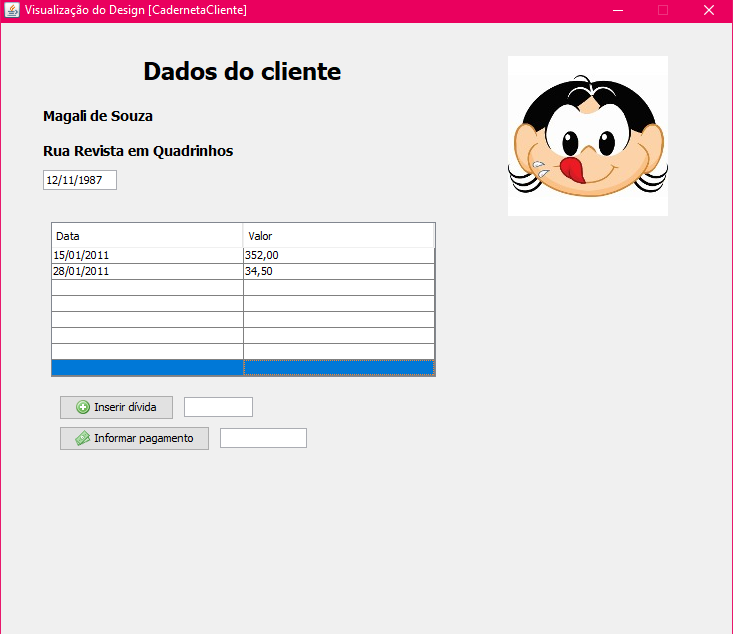 Visualização do Design [CadernetaCliente]
Dados do cliente
Magali de Souza
Rua Revista em Quadrinhos
12/11/1987
Data Valor
15/01/2011 352,00
28/01/2011 34,50
Inserir dívida
Informar pagamento